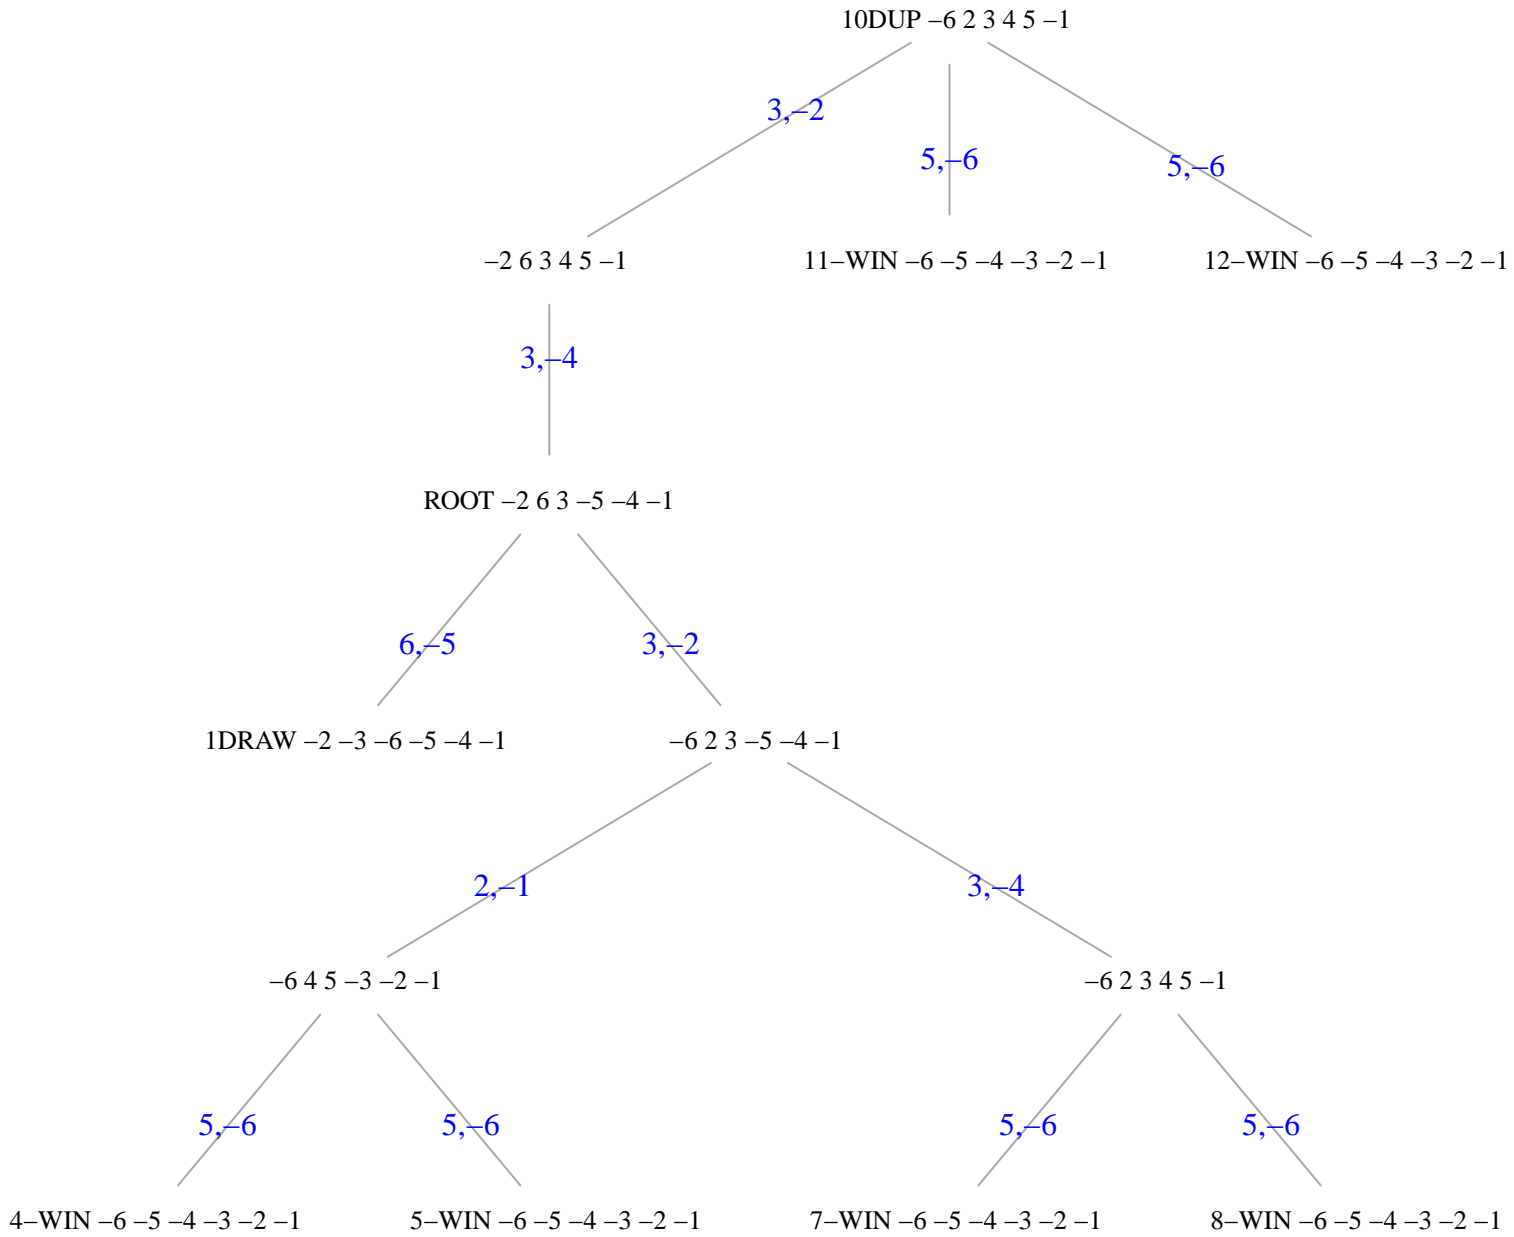 10DUP –6 2 3 4 5 –1
3,–2
5,–6
5,–6
–2 6 3 4 5 –1
11–WIN –6 –5 –4 –3 –2 –1
12–WIN –6 –5 –4 –3 –2 –1
3,–4
ROOT –2 6 3 –5 –4 –1
6,–5
3,–2
1DRAW –2 –3 –6 –5 –4 –1
–6 2 3 –5 –4 –1
2,–1
3,–4
–6 4 5 –3 –2 –1
–6 2 3 4 5 –1
5,–6
5,–6
5,–6
5,–6
4–WIN –6 –5 –4 –3 –2 –1
5–WIN –6 –5 –4 –3 –2 –1
7–WIN –6 –5 –4 –3 –2 –1
8–WIN –6 –5 –4 –3 –2 –1